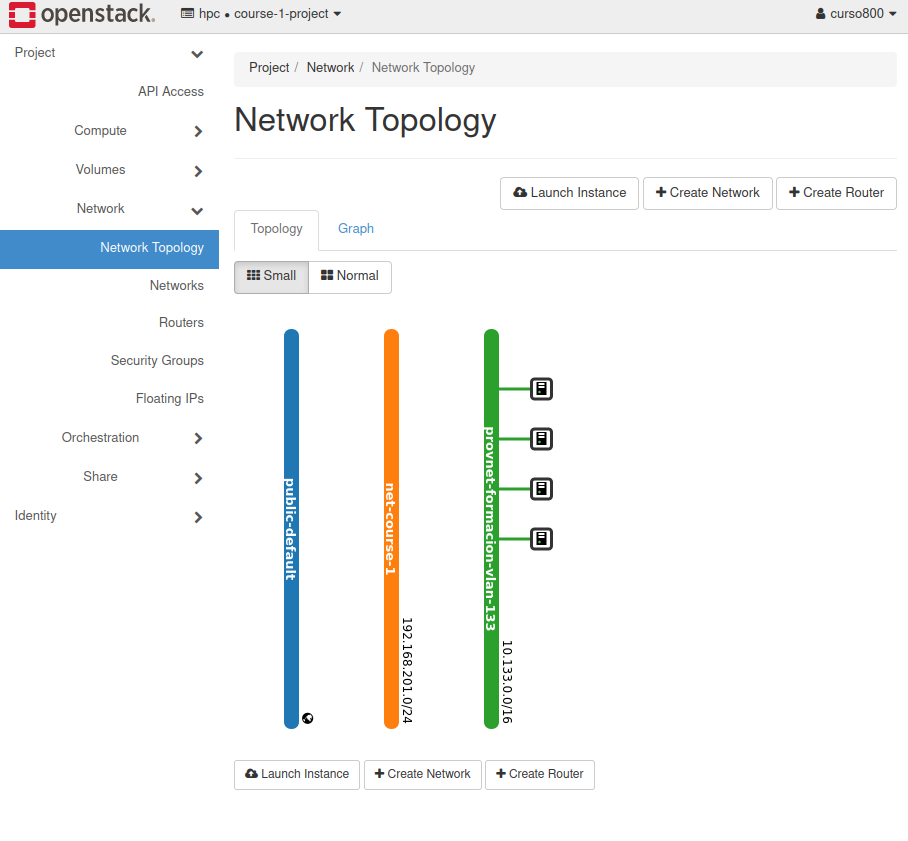 openstack. hpc • course-1-project curso800
Project
API Access
Compute
Volumes
Network
Network Topology
Networks
Routers
Security Groups
Floating IPs
Orchestration
Share
Identity
Project / Network / Network Topology
Network Topology
Launch Instance + Create Network + Create Router
Topology Graph
Small Normal
public-default
net-course-1
192.168.201.0/24
provnet-formacion-vlan-133
10.133.0.0/16
Launch Instance + Create Network + Create Router